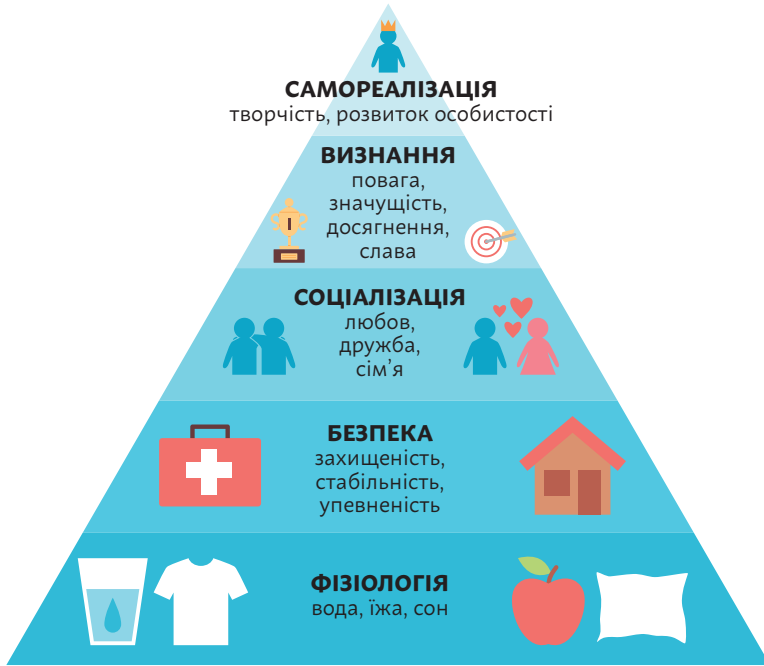 САМОРЕАЛІЗАЦІЯ
творчість, розвиток особистості
ВИЗНАННЯ
повага,
значущість,
досягнення,
слава
СОЦІАЛІЗАЦІЯ
любов,
дружба,
сім’я
БЕЗПЕКА
захищеність,
стабільність,
упевненість
ФІЗІОЛОГІЯ
вода, їжа, сон